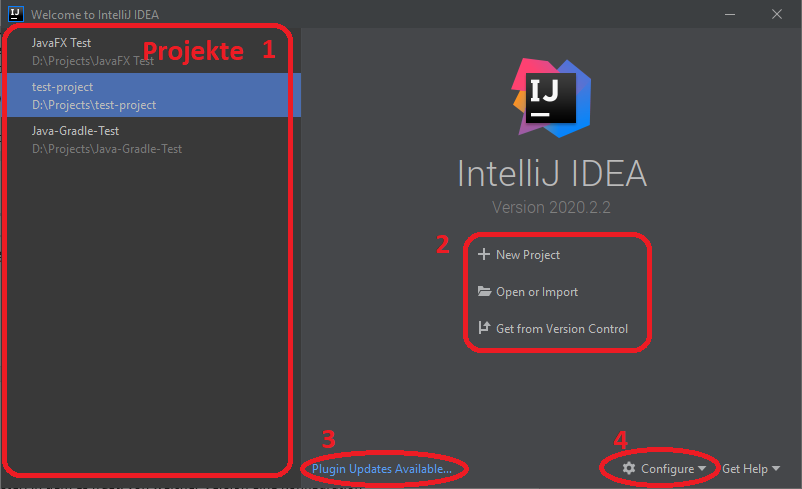 Welcome to IntelliJ IDEA
JavaFX Test
D:\Projects\JavaFX Test
Projekte 1
test-project
D:\Projects\test-project
Java-Gradle-Test
D:\Projects\Java-Gradle-Test
IJ
IntelliJ IDEA
Version 2020.2.2
2
New Project
Open or Import
Get from Version Control
3
Plugin Updates Available...
4
Configure
Get Help